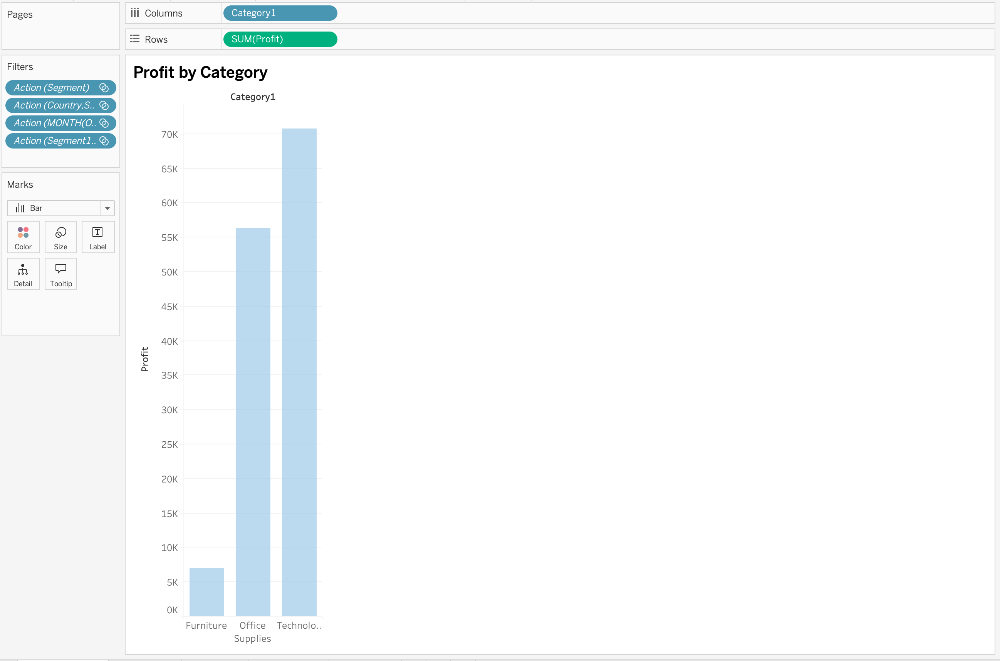 Pages
Columns
Category1
Rows
SUM(Profit)
Filters
Action (Segment)
Action (Country,S..
Action (MONTH(O..
Action (Segment1..
Marks
Bar
Color
Size
Label
Detail
Tooltip
Profit by Category
Category1
70K
65K
60K
55K
50K
45K
40K
35K
30K
25K
20K
15K
10K
5K
0K
Profit
Furniture
Office
Supplies
Technolo..